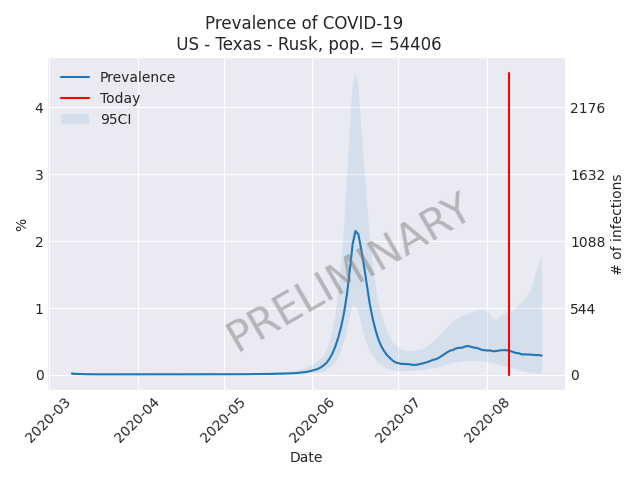 Prevalence of COVID-19
US - Texas - Rusk, pop. = 54406
Prevalence
Today
95CI
PRELIMINARY
%
4
3
2
1
0
2176
1632
1088
544
0
# of infections
2020-03
2020-04
2020-05
2020-06
2020-07
2020-08
Date